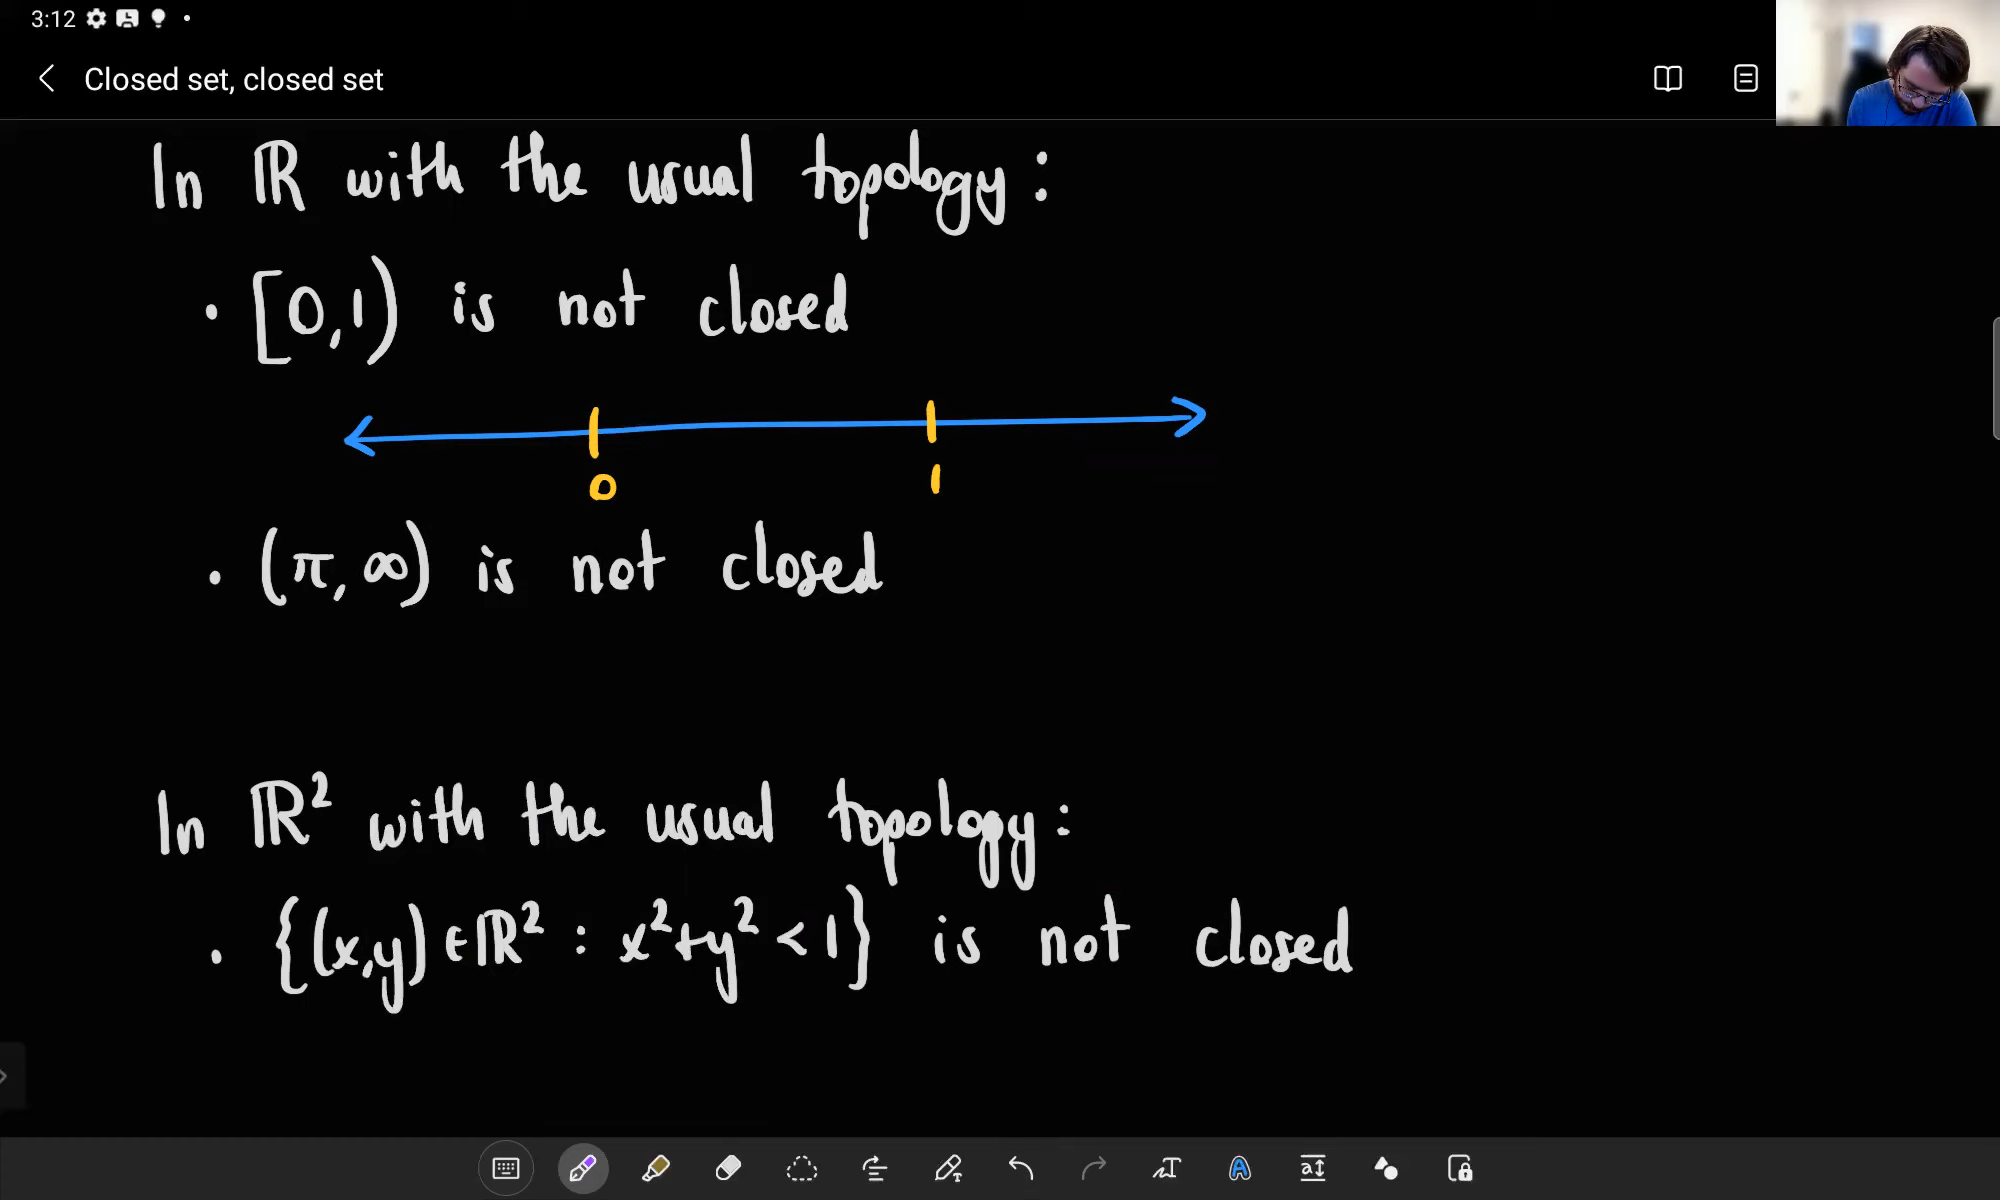 3:12
Closed set, closed set
In ℝ with the usual topology:
• [0,1) is not closed
0 1
• (π, ∞) is not closed
In ℝ² with the usual topology:
• {(x,y) ∈ ℝ² : x²+y² < 1} is not closed